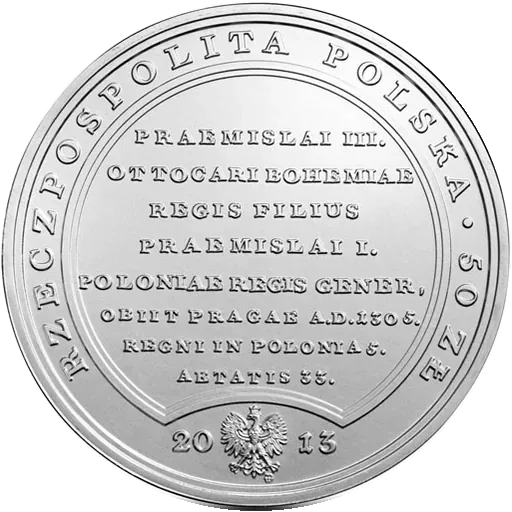 RZECZPOSPOLITA POLSKA · 50 ZŁ
PRAEMISLAI III.
OTTOCARI BOHEMIAE
REGIS FILIUS
PRAEMISLAI I.
POLONIAE REGIS GENER,
OBIIT PRAGAE A.D. 1305.
REGNI IN POLONIA 5.
AETATIS 33.
2013